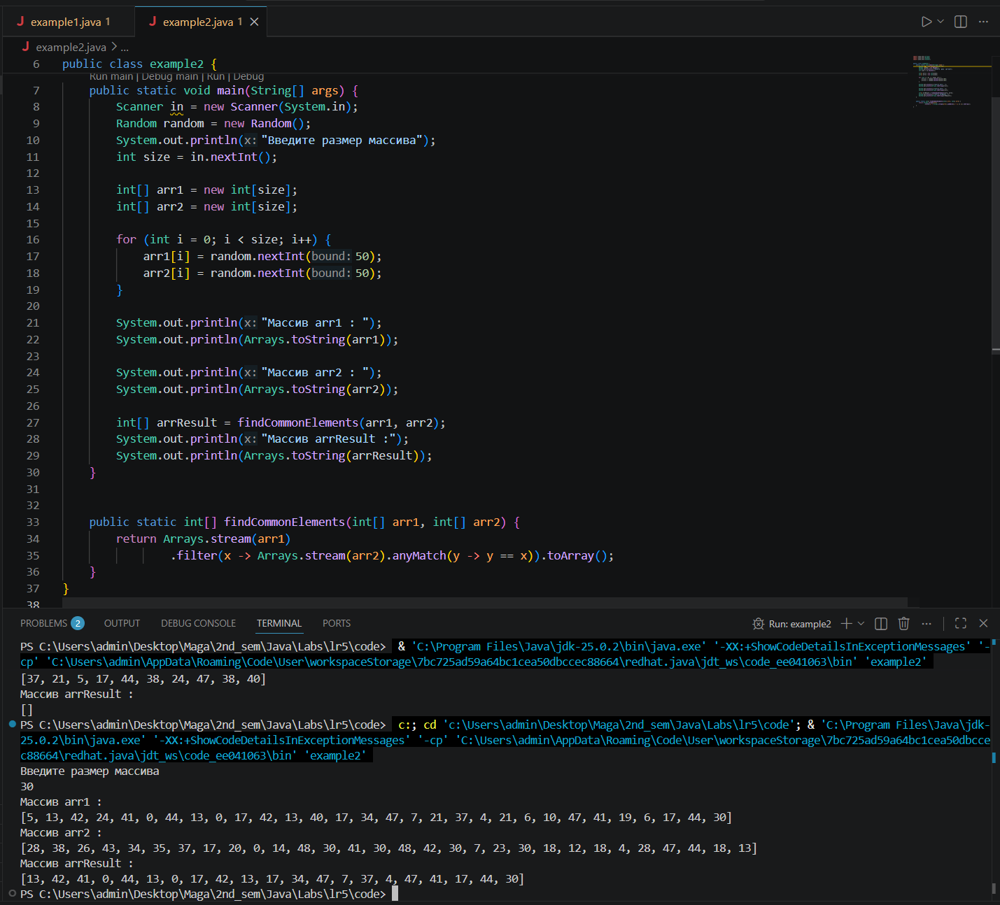 example1.java 1
example2.java 1
example2.java > ...
6 public class example2 {
Run main | Debug main | Run | Debug
7 public static void main(String[] args) {
8 Scanner in = new Scanner(System.in);
9 Random random = new Random();
10 System.out.println(x: "Введите размер массива");
11 int size = in.nextInt();
12
13 int[] arr1 = new int[size];
14 int[] arr2 = new int[size];
15
16 for (int i = 0; i < size; i++) {
17 arr1[i] = random.nextInt(bound: 50);
18 arr2[i] = random.nextInt(bound: 50);
19 }
20
21 System.out.println(x: "Массив arr1 : ");
22 System.out.println(Arrays.toString(arr1));
23
24 System.out.println(x: "Массив arr2 : ");
25 System.out.println(Arrays.toString(arr2));
26
27 int[] arrResult = findCommonElements(arr1, arr2);
28 System.out.println(x: "Массив arrResult :");
29 System.out.println(Arrays.toString(arrResult));
30 }
31
32
33 public static int[] findCommonElements(int[] arr1, int[] arr2) {
34 return Arrays.stream(arr1)
35 .filter(x -> Arrays.stream(arr2).anyMatch(y -> y == x)).toArray();
36 }
37 }
38
PROBLEMS 2 OUTPUT DEBUG CONSOLE TERMINAL PORTS Run: example2
PS C:\Users\admin\Desktop\Maga\2nd_sem\Java\Labs\lr5\code> & 'C:\Program Files\Java\jdk-25.0.2\bin\java.exe' '-XX:+ShowCodeDetailsInExceptionMessages' '-
cp' 'C:\Users\admin\AppData\Roaming\Code\User\workspaceStorage\7bc725ad59a64bc1cea50dbccec88664\redhat.java\jdt_ws\code_ee041063\bin' 'example2'
[37, 21, 5, 17, 44, 38, 24, 47, 38, 40]
Массив arrResult :
[]
PS C:\Users\admin\Desktop\Maga\2nd_sem\Java\Labs\lr5\code> c:; cd 'c:\Users\admin\Desktop\Maga\2nd_sem\Java\Labs\lr5\code'; & 'C:\Program Files\Java\jdk-
25.0.2\bin\java.exe' '-XX:+ShowCodeDetailsInExceptionMessages' '-cp' 'C:\Users\admin\AppData\Roaming\Code\User\workspaceStorage\7bc725ad59a64bc1cea50dbcce
c88664\redhat.java\jdt_ws\code_ee041063\bin' 'example2'
Введите размер массива
30
Массив arr1 :
[5, 13, 42, 24, 41, 0, 44, 13, 0, 17, 42, 13, 40, 17, 34, 47, 7, 21, 37, 4, 21, 6, 10, 47, 41, 19, 6, 17, 44, 30]
Массив arr2 :
[28, 38, 26, 43, 34, 35, 37, 17, 20, 0, 14, 48, 30, 41, 30, 48, 42, 30, 7, 23, 30, 18, 12, 18, 4, 28, 47, 44, 18, 13]
Массив arrResult :
[13, 42, 41, 0, 44, 13, 0, 17, 42, 13, 17, 34, 47, 7, 37, 4, 47, 41, 17, 44, 30]
PS C:\Users\admin\Desktop\Maga\2nd_sem\Java\Labs\lr5\code>